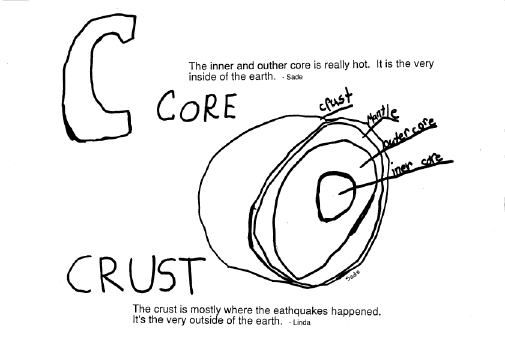 C
The inner and outher core is really hot. It is the very
inside of the earth. - Sade
CORE
crust
Mantle
outer core
iner core
Sade
CRUST
The crust is mostly where the eathquakes happened.
It's the very outside of the earth. - Linda